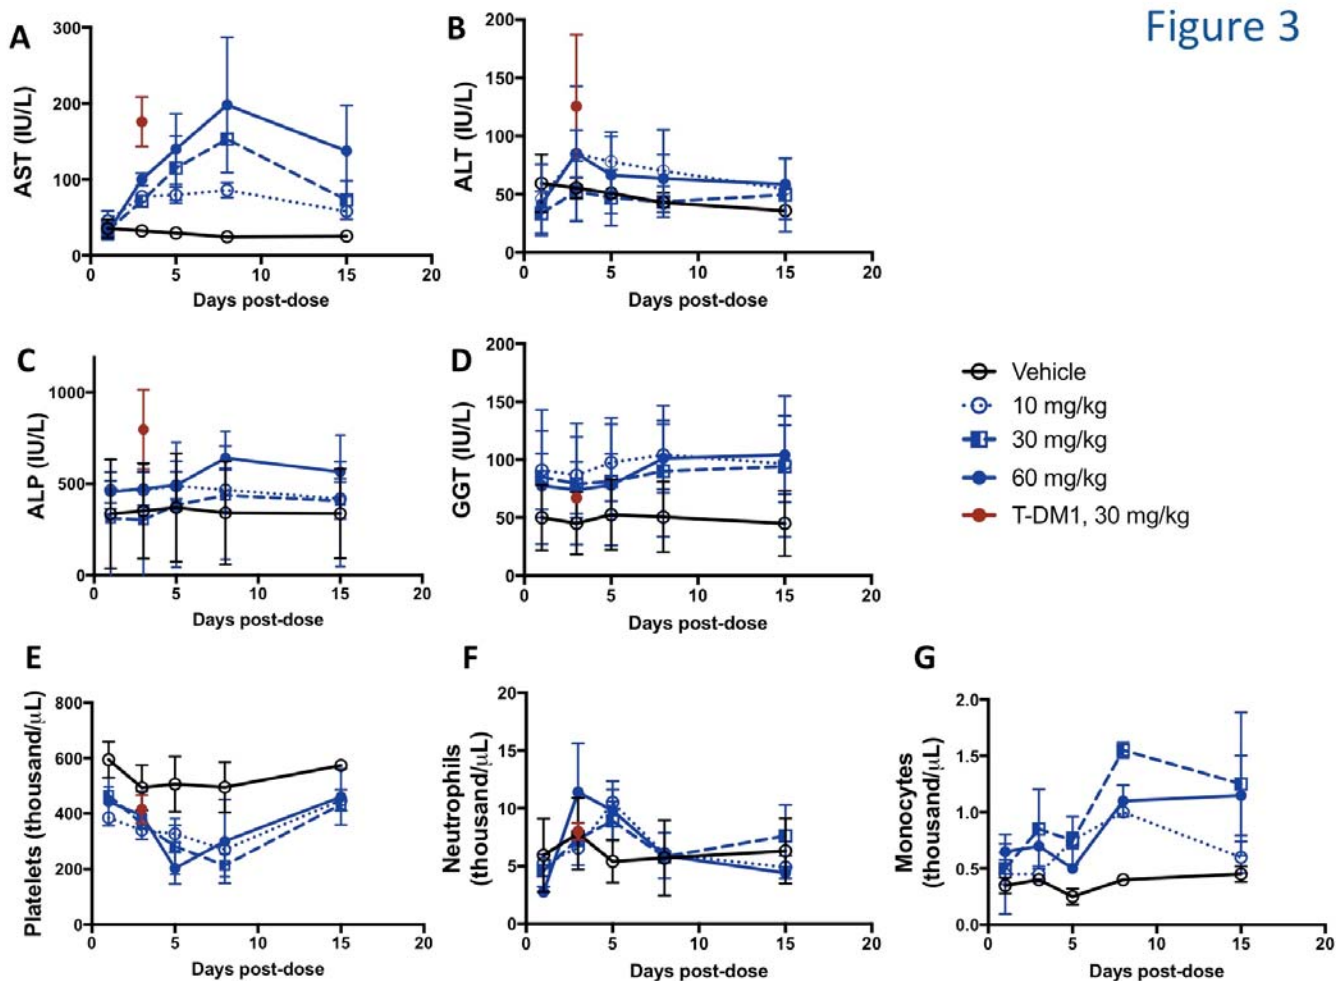 Figure 3
A
AST (IU/L)
300
200
100
0
0 5 10 15 20
Days post-dose
B
ALT (IU/L)
200
150
100
50
0
0 5 10 15 20
Days post-dose
C
ALP (IU/L)
1000
500
0
0 5 10 15 20
Days post-dose
D
GGT (IU/L)
200
150
100
50
0
0 5 10 15 20
Days post-dose
Vehicle
10 mg/kg
30 mg/kg
60 mg/kg
T-DM1, 30 mg/kg
E
Platelets (thousand/μL)
800
600
400
200
0
0 5 10 15 20
Days post-dose
F
Neutrophils
(thousand/μL)
20
15
10
5
0
0 5 10 15 20
Days post-dose
G
Monocytes
(thousand/μL)
2.0
1.5
1.0
0.5
0.0
0 5 10 15 20
Days post-dose